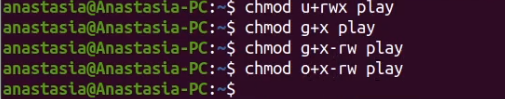 anastasia@Anastasia-PC:~$ chmod u+rwx play
anastasia@Anastasia-PC:~$ chmod g+x play
anastasia@Anastasia-PC:~$ chmod g+x-rw play
anastasia@Anastasia-PC:~$ chmod o+x-rw play
anastasia@Anastasia-PC:~$